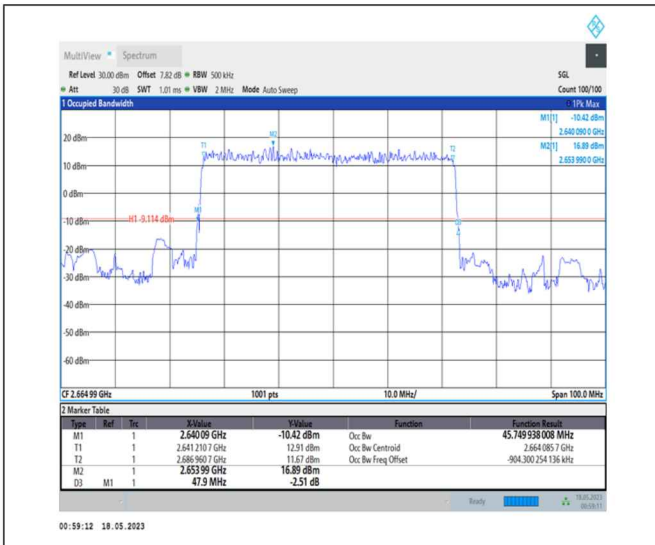 MultiView Spectrum
Ref Level 30.00 dBm Offset 7.82 dB RBW 500 kHz SGL
Att 30 dB SWT 1.01 ms VBW 2 MHz Mode Auto Sweep Count 100/100
1 Occupied Bandwidth 1Pk Max
M1[1] -10.42 dBm
2.640 090 0 GHz
M2[1] 16.89 dBm
2.653 990 0 GHz
20 dBm
T1 M2 T2
10 dBm
0 dBm
M1
-10 dBm
H1 -9.114 dBm
-20 dBm
-30 dBm
-40 dBm
-50 dBm
-60 dBm
CF 2.664 99 GHz 1001 pts 10.0 MHz/ Span 100.0 MHz
2 Marker Table
Type Ref Trc X-Value Y-Value Function Function Result
M1 1 2.640 09 GHz -10.42 dBm Occ Bw 45.749 938 008 MHz
T1 1 2.641 210 7 GHz 12.91 dBm Occ Bw Centroid 2.664 085 7 GHz
T2 1 2.686 960 7 GHz 11.67 dBm Occ Bw Freq Offset -904.300 254 136 kHz
M2 1 2.653 99 GHz 16.89 dBm
D3 M1 1 47.9 MHz -2.51 dB
Ready 18.05.2023
00:59:11
00:59:12 18.05.2023